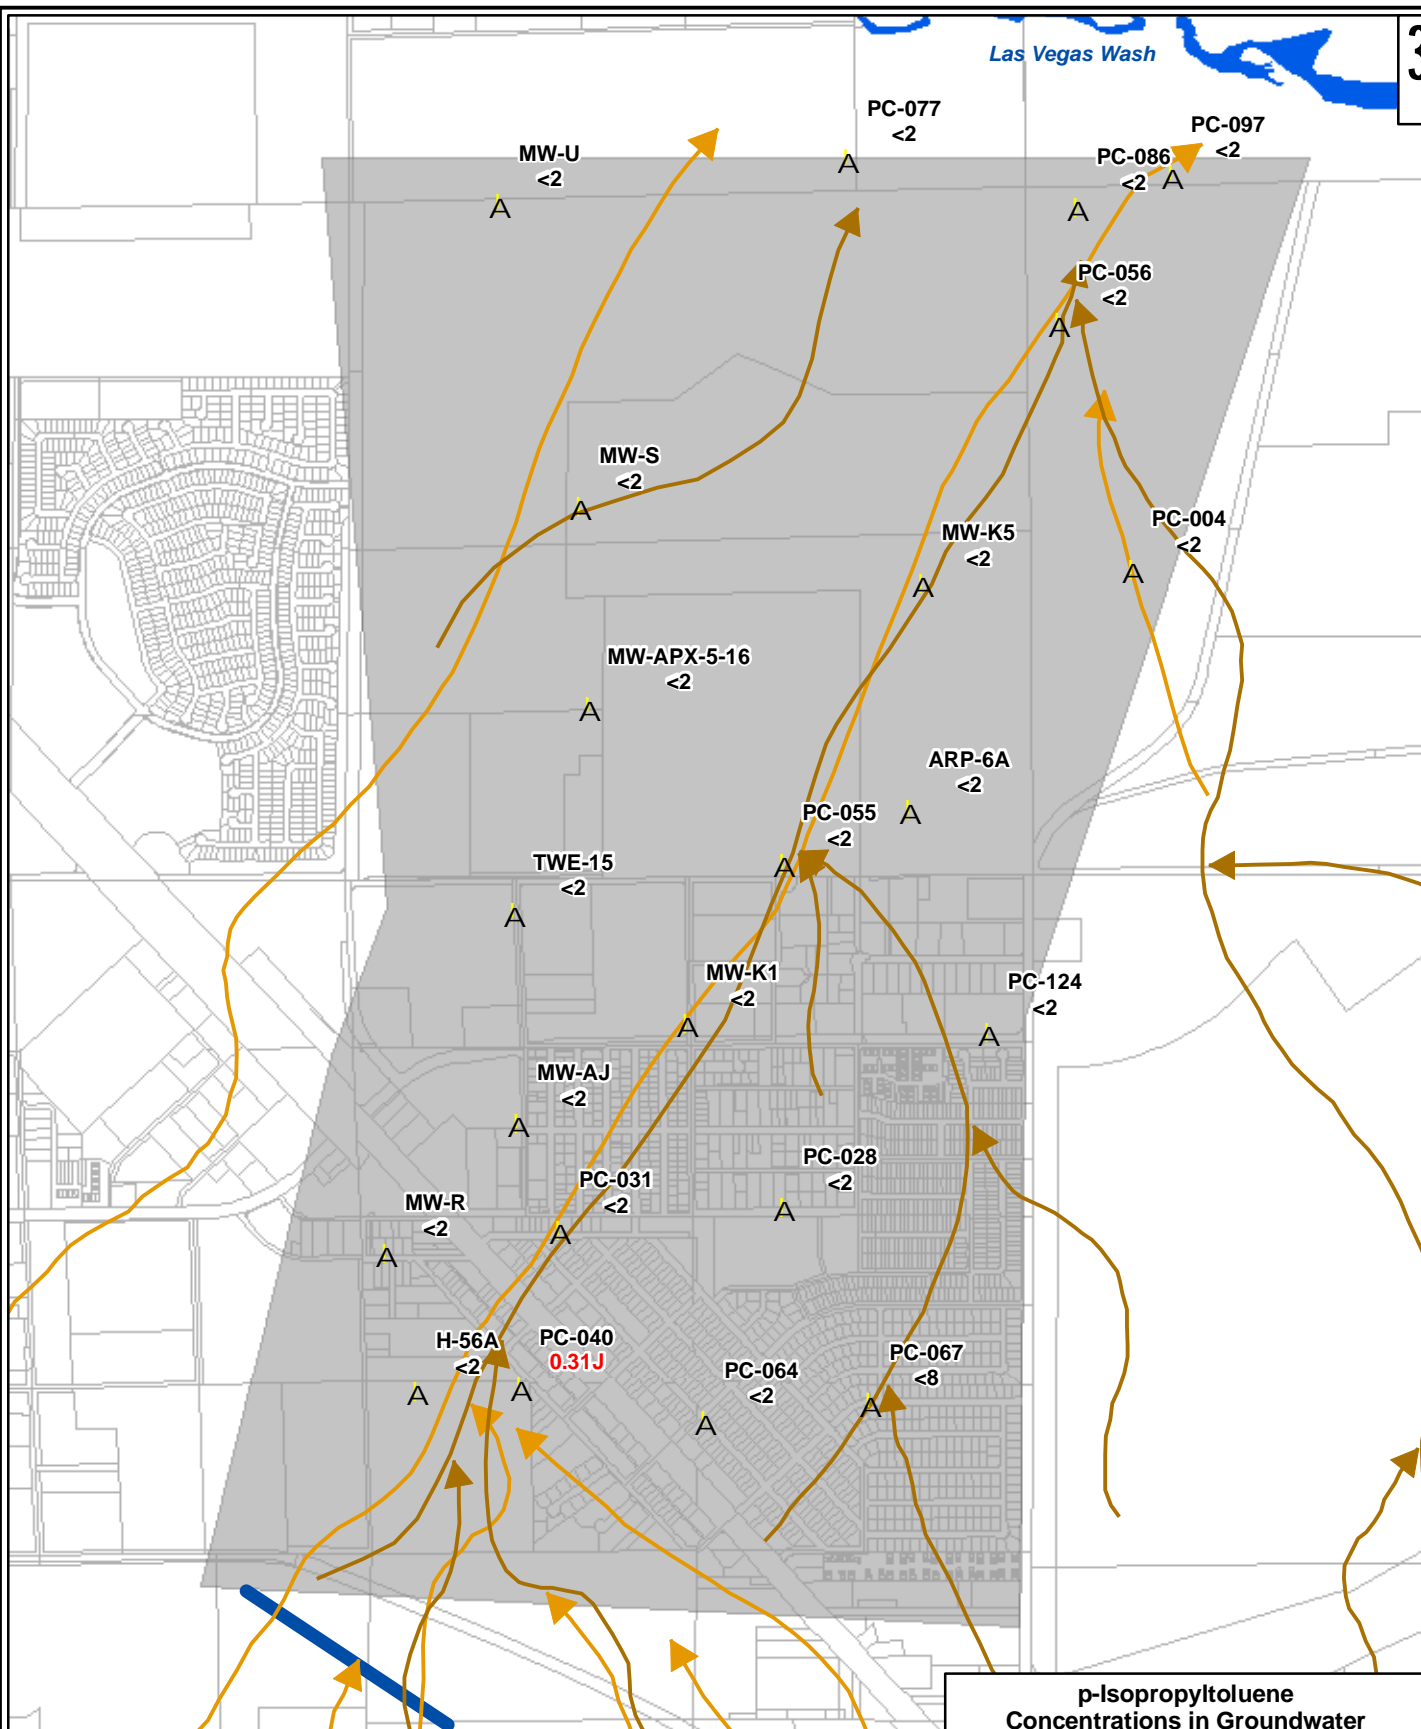 Las Vegas Wash
3
PC-077
<2
PC-097
<2
MW-U
<2
PC-086
<2
A
A
A
A
PC-056
<2
A
MW-S
<2
A
PC-004
<2
MW-K5
<2
A
A
MW-APX-5-16
<2
A
ARP-6A
<2
A
PC-055
<2
A
TWE-15
<2
A
MW-K1
<2
A
PC-124
<2
A
MW-AJ
<2
A
PC-028
<2
A
PC-031
<2
A
MW-R
<2
A
H-56A
<2
A
PC-040
0.31J
A
PC-064
<2
A
PC-067
<8
A
p-Isopropyltoluene
Concentrations in Groundwater